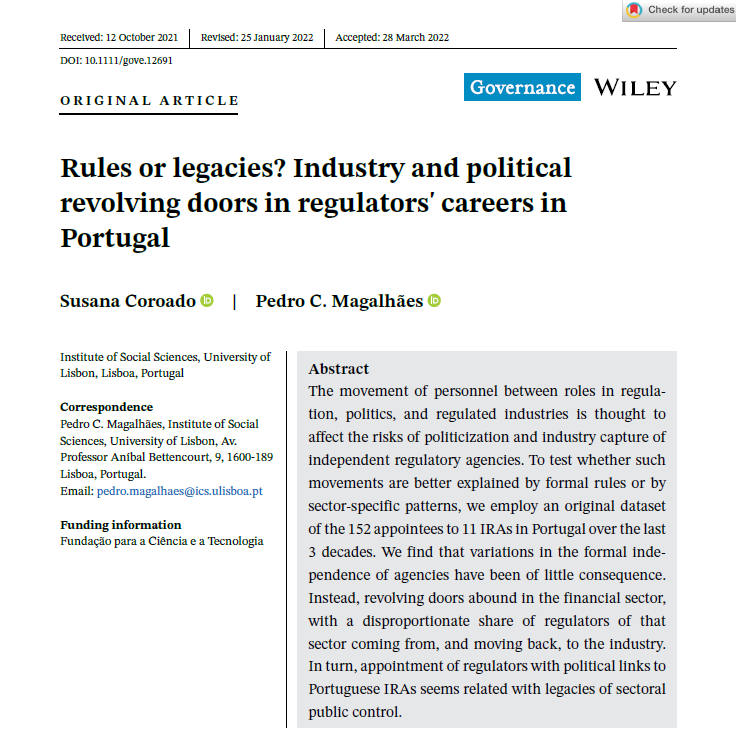 Check for updates
Received: 12 October 2021 | Revised: 25 January 2022 | Accepted: 28 March 2022
DOI: 10.1111/gove.12691
ORIGINAL ARTICLE
Governance WILEY
Rules or legacies? Industry and political
revolving doors in regulators' careers in
Portugal
Susana Coroado iD | Pedro C. Magalhães iD
Institute of Social Sciences, University of
Lisbon, Lisboa, Portugal
Correspondence
Pedro C. Magalhães, Institute of Social
Sciences, University of Lisbon, Av.
Professor Aníbal Bettencourt, 9, 1600-189
Lisboa, Portugal.
Email: pedro.magalhaes@ics.ulisboa.pt
Funding information
Fundação para a Ciência e a Tecnologia
Abstract
The movement of personnel between roles in regula-
tion, politics, and regulated industries is thought to
affect the risks of politicization and industry capture of
independent regulatory agencies. To test whether such
movements are better explained by formal rules or by
sector-specific patterns, we employ an original dataset
of the 152 appointees to 11 IRAs in Portugal over the last
3 decades. We find that variations in the formal inde-
pendence of agencies have been of little consequence.
Instead, revolving doors abound in the financial sector,
with a disproportionate share of regulators of that
sector coming from, and moving back, to the industry.
In turn, appointment of regulators with political links to
Portuguese IRAs seems related with legacies of sectoral
public control.